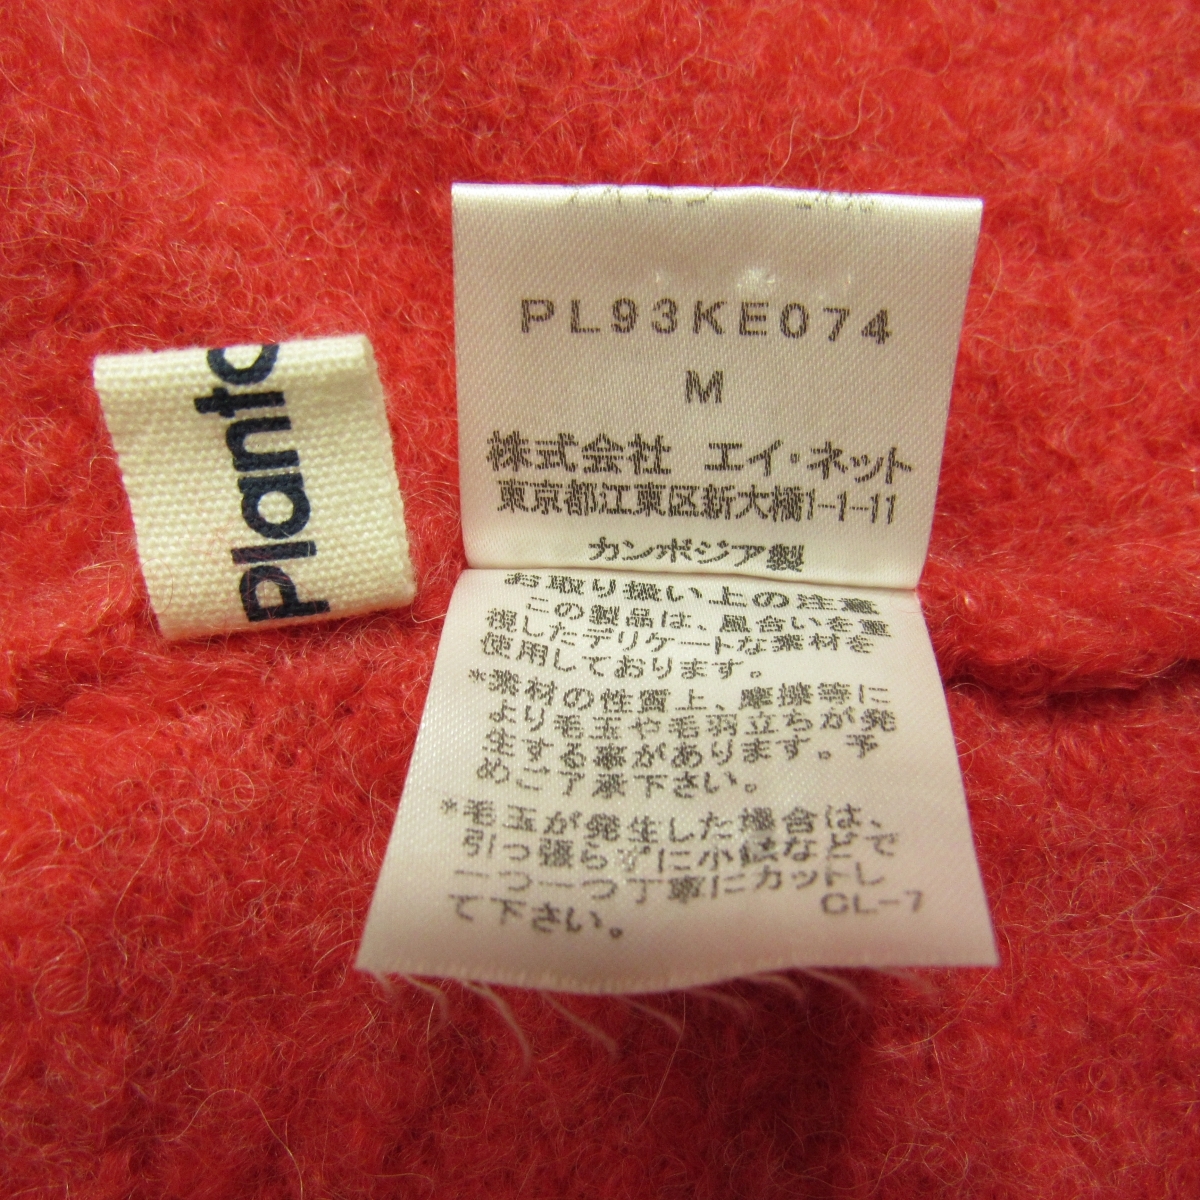 Planto
PL93KE074
M
株式会社 エイ・ネット
東京都江東区新大橋1-1-11
カンボジア製
お取り扱い上の注意
この製品は、風合いを重
視したデリケートな素材を
使用しております。
*素材の性質上、摩擦等に
より毛玉や毛羽立ちが発
生する事があります。予
めご了承下さい。
*毛玉が発生した場合は、
引っ張らずに小鋏などで
一つ一つ丁寧にカットし
て下さい。
CL-7